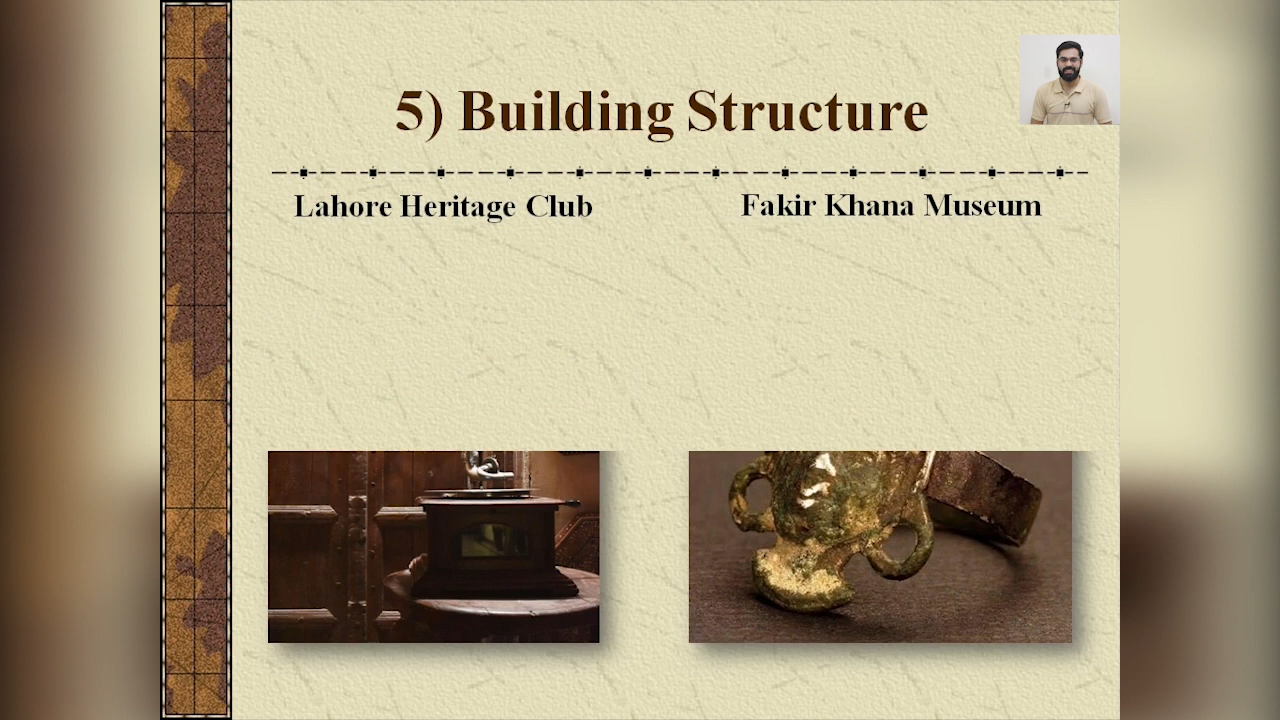 5) Building Structure
Lahore Heritage Club
Fakir Khana Museum